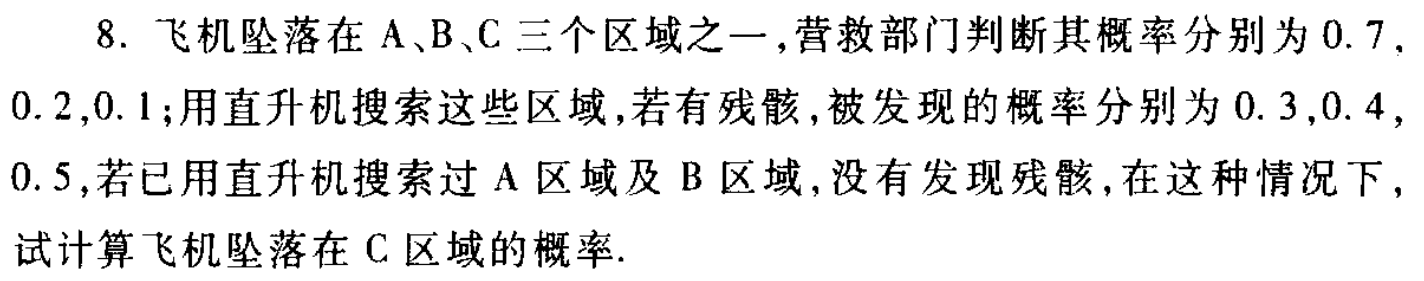 8. 飞机坠落在 A、B、C 三个区域之一,营救部门判断其概率分别为 0.7,
0.2,0.1;用直升机搜索这些区域,若有残骸,被发现的概率分别为 0.3,0.4,
0.5,若已用直升机搜索过 A 区域及 B 区域,没有发现残骸,在这种情况下,
试计算飞机坠落在 C 区域的概率.